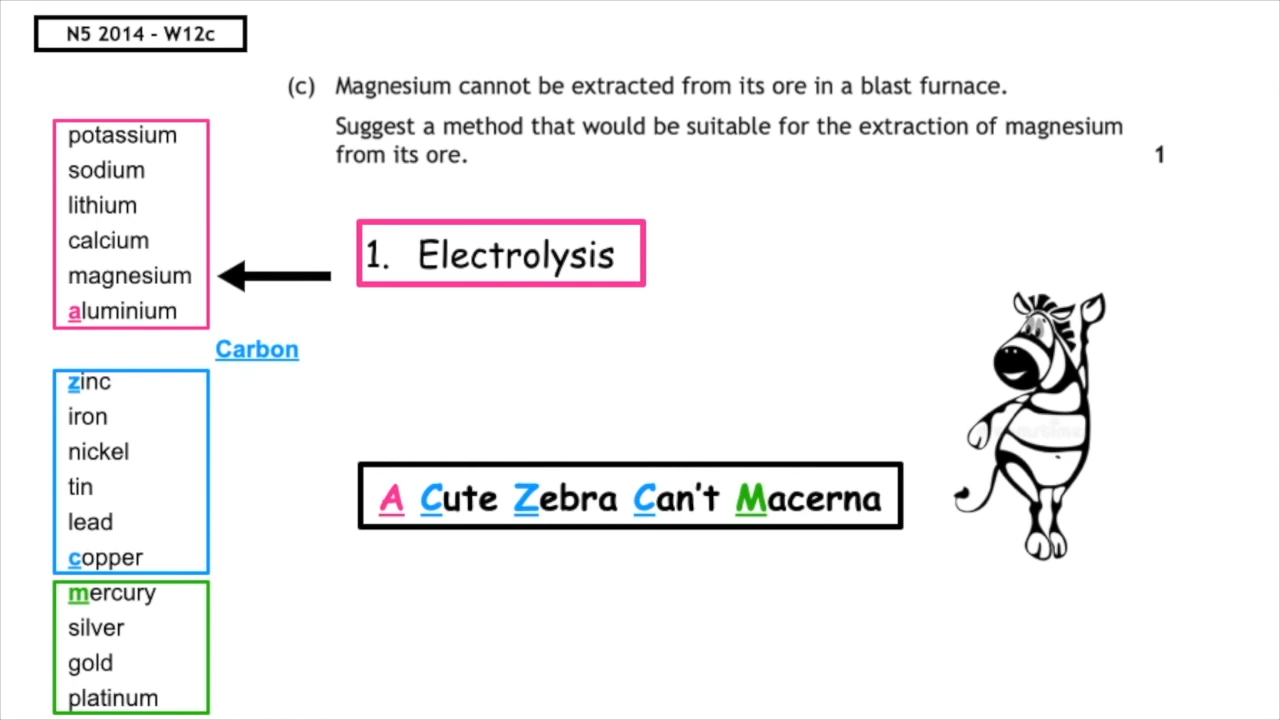 N5 2014 - W12c
(c) Magnesium cannot be extracted from its ore in a blast furnace.
Suggest a method that would be suitable for the extraction of magnesium
from its ore.
1
potassium
sodium
lithium
calcium
magnesium
aluminium
1. Electrolysis
Carbon
zinc
iron
nickel
tin
lead
copper
A Cute Zebra Can't Macerna
mercury
silver
gold
platinum